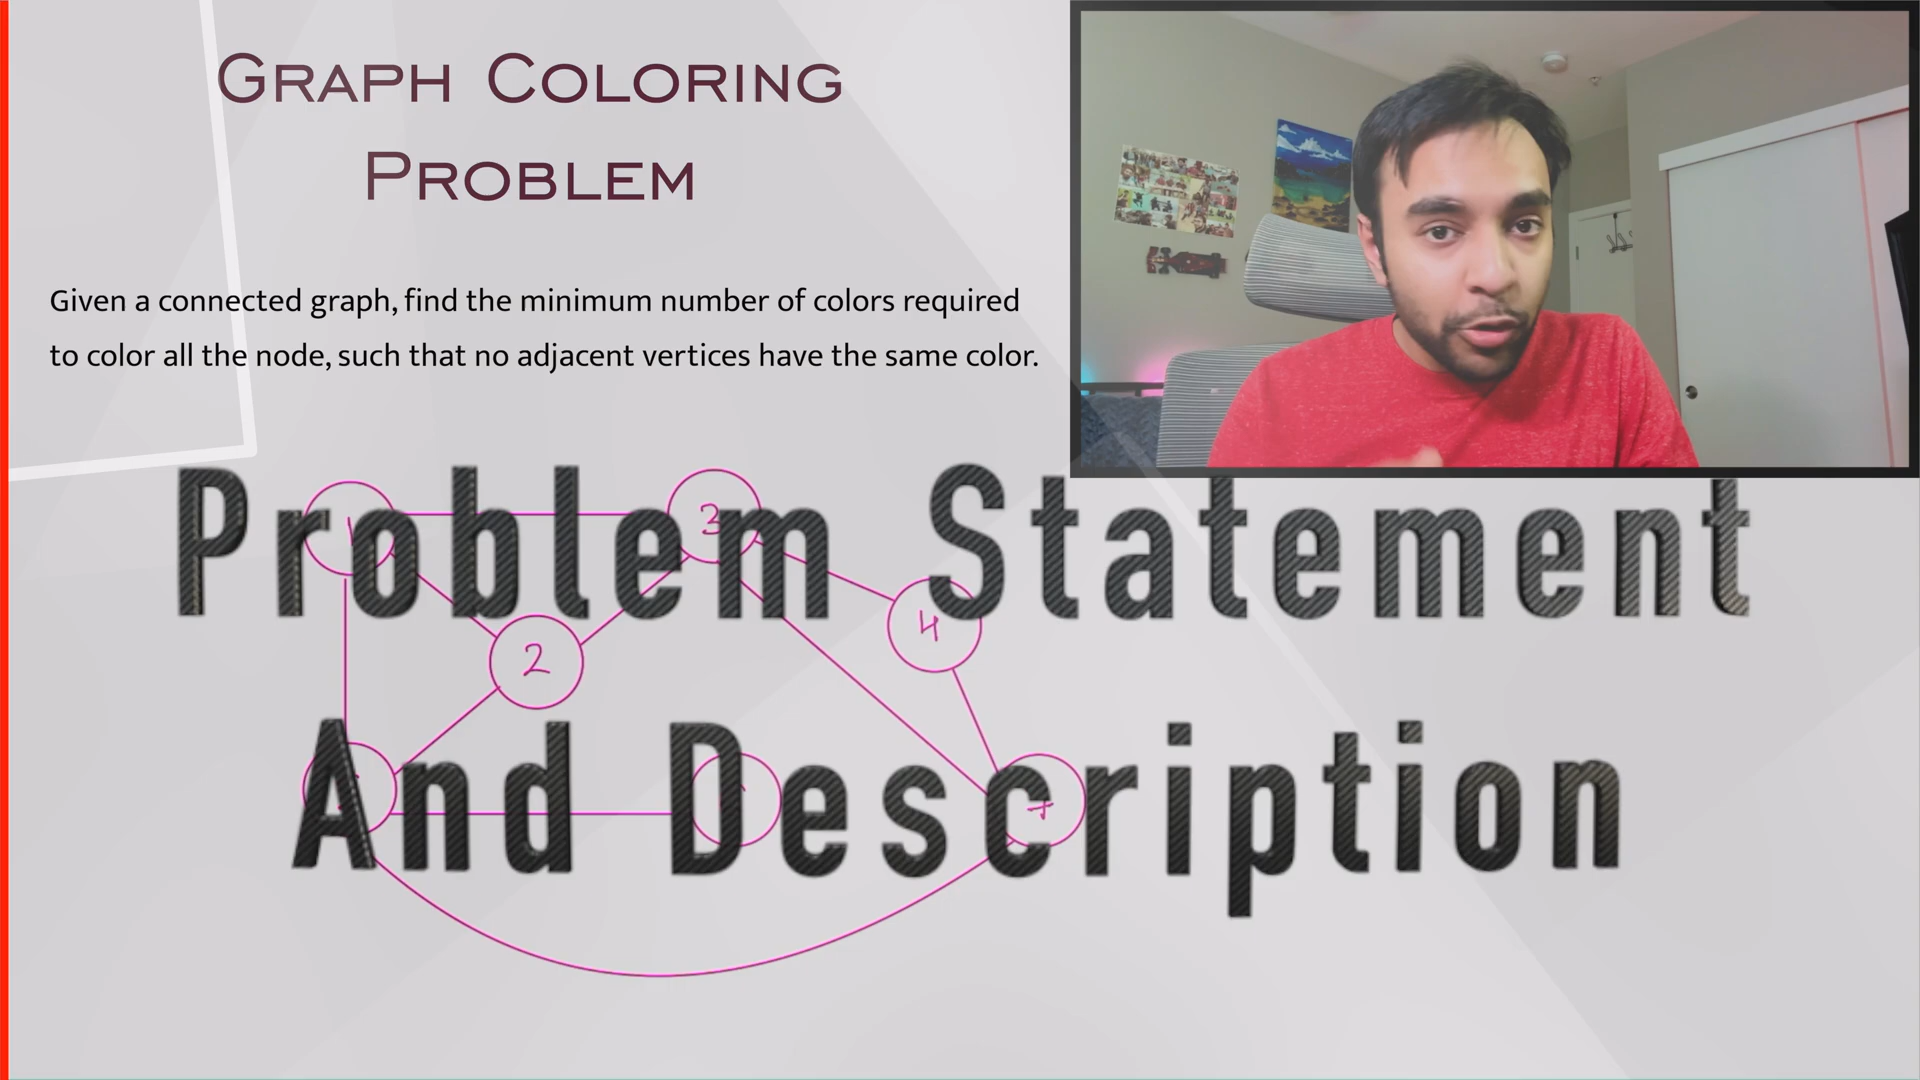 Graph Coloring
Problem
Given a connected graph, find the minimum number of colors required
to color all the node, such that no adjacent vertices have the same color.
Problem Statement
And Description
1
3
2
4